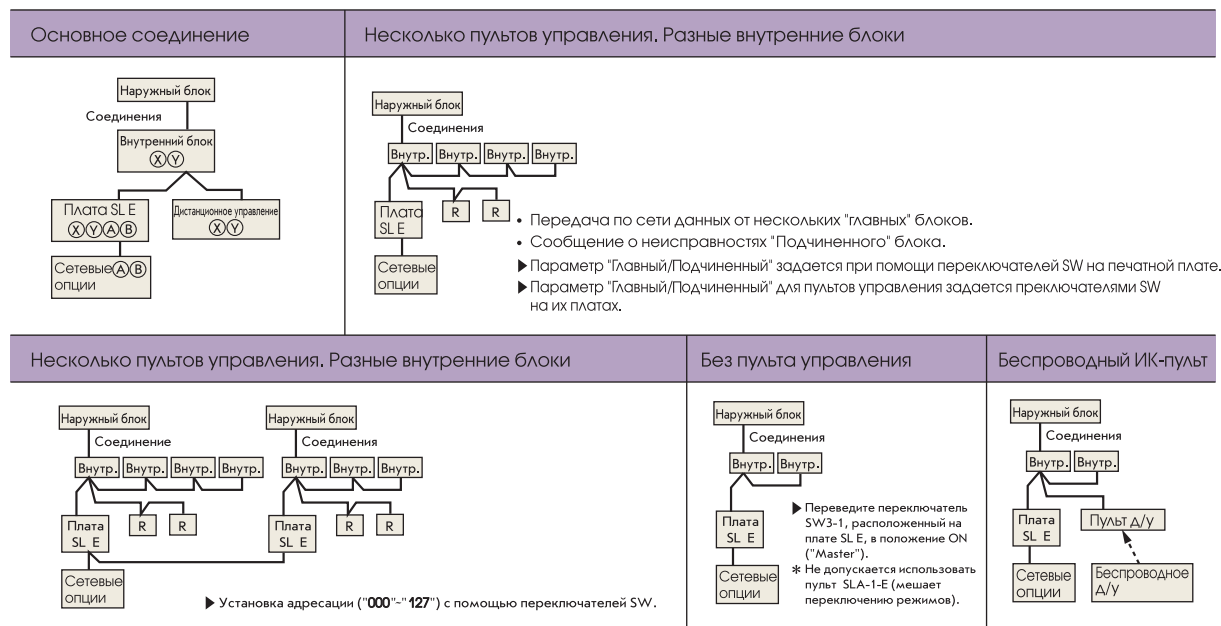 Основное соединение
Наружный блок
Соединения
Внутренний блок
X Y
Плата SL E
X Y A B
Дистанционное управление
X Y
Сетевые A B
опции
Несколько пультов управления. Разные внутренние блоки
Наружный блок
Соединения
Внутр. Внутр. Внутр. Внутр.
Плата
SL E
R R
Сетевые
опции
• Передача по сети данных от нескольких "главных" блоков.
• Сообщение о неисправностях "Подчиненного" блока.
▶ Параметр "Главный/Подчиненный" задается при помощи переключателей SW на печатной плате.
▶ Параметр "Главный/Подчиненный" для пультов управления задается преключателями SW
на их платах.
Несколько пультов управления. Разные внутренние блоки
Наружный блок
Соединение
Внутр. Внутр. Внутр. Внутр.
Плата
SL E
R R
Сетевые
опции
Наружный блок
Соединения
Внутр. Внутр. Внутр.
Плата
SL E
R R
▶ Установка адресации ("000"~"127") с помощью переключателей SW.
Без пульта управления
Наружный блок
Соединения
Внутр. Внутр.
Плата
SL E
Сетевые
опции
▶ Переведите переключатель
SW3-1, расположенный на
плате SL E, в положение ON
("Master").
* Не допускается использовать
пульт SLA-1-E (мешает
переключению режимов).
Беспроводный ИК-пульт
Наружный блок
Соединения
Внутр. Внутр.
Плата
SL E
Пульт д/у
Сетевые
опции
Беспроводное
д/у